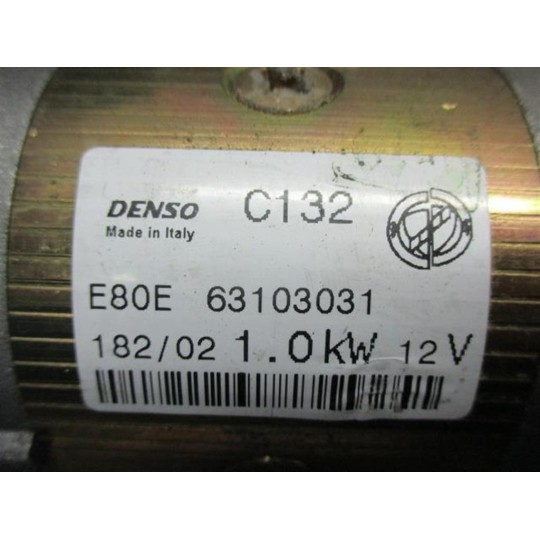 DENSO C132
Made in Italy
E80E 63103031
182/02 1.0kW 12V